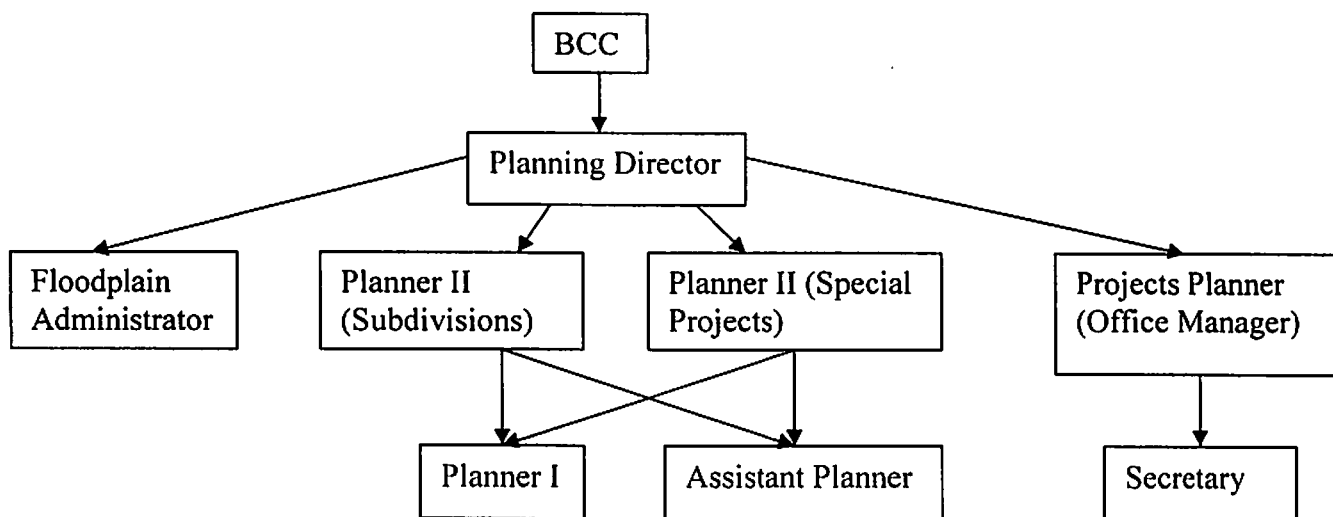 BCC
Planning Director
Floodplain
Administrator
Planner II
(Subdivisions)
Planner II (Special
Projects)
Projects Planner
(Office Manager)
Planner I
Assistant Planner
Secretary